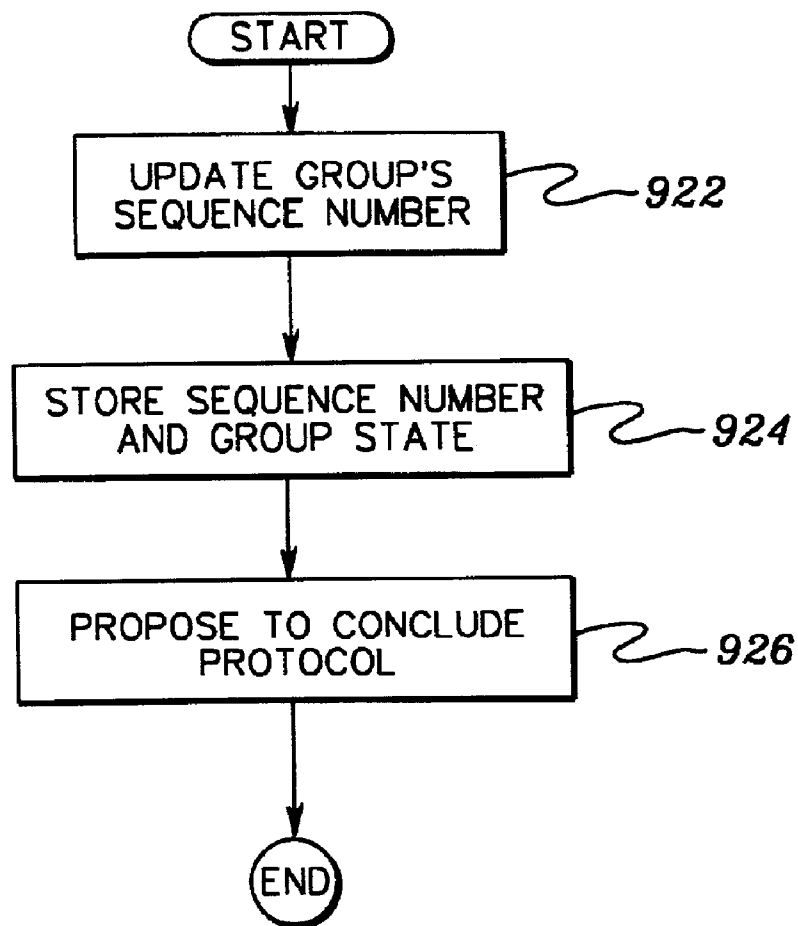 START
UPDATE GROUP'S
SEQUENCE NUMBER
922
STORE SEQUENCE NUMBER
AND GROUP STATE
924
PROPOSE TO CONCLUDE
PROTOCOL
926
END